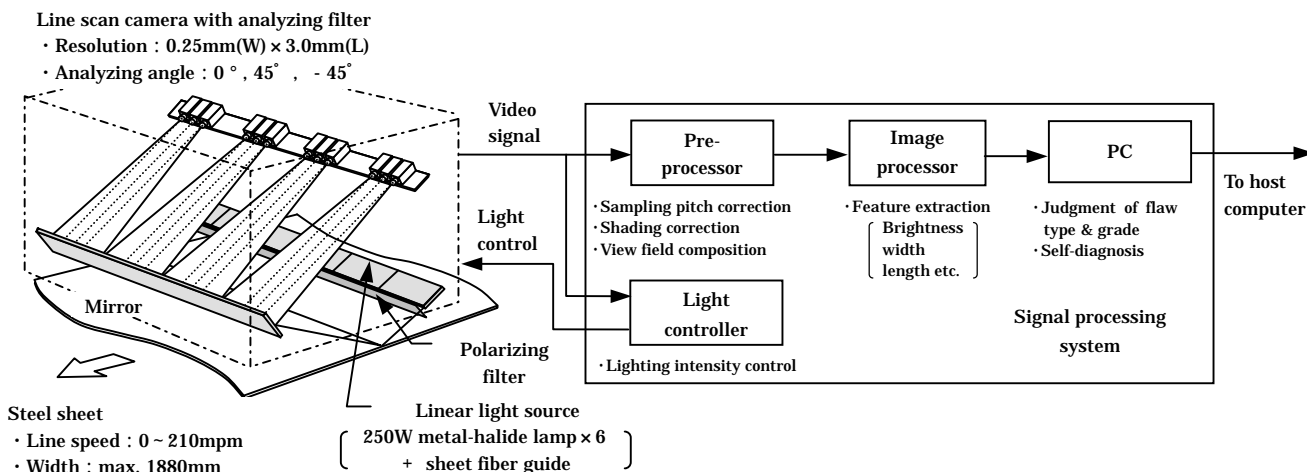 Line scan camera with analyzing filter
・Resolution : 0.25mm(W) × 3.0mm(L)
・Analyzing angle : 0 ° , 45° , - 45°
Video
signal
Pre-
processor
Image
processor
PC
To host
computer
・Sampling pitch correction
・Shading correction
・View field composition
・Feature extraction
Brightness
width
length etc.
・Judgment of flaw
type & grade
・Self-diagnosis
Light
control
Light
controller
・Lighting intensity control
Signal processing
system
Mirror
Polarizing
filter
Linear light source
250W metal-halide lamp × 6
+ sheet fiber guide
Steel sheet
・Line speed : 0 ~ 210mpm
・Width : max. 1880mm